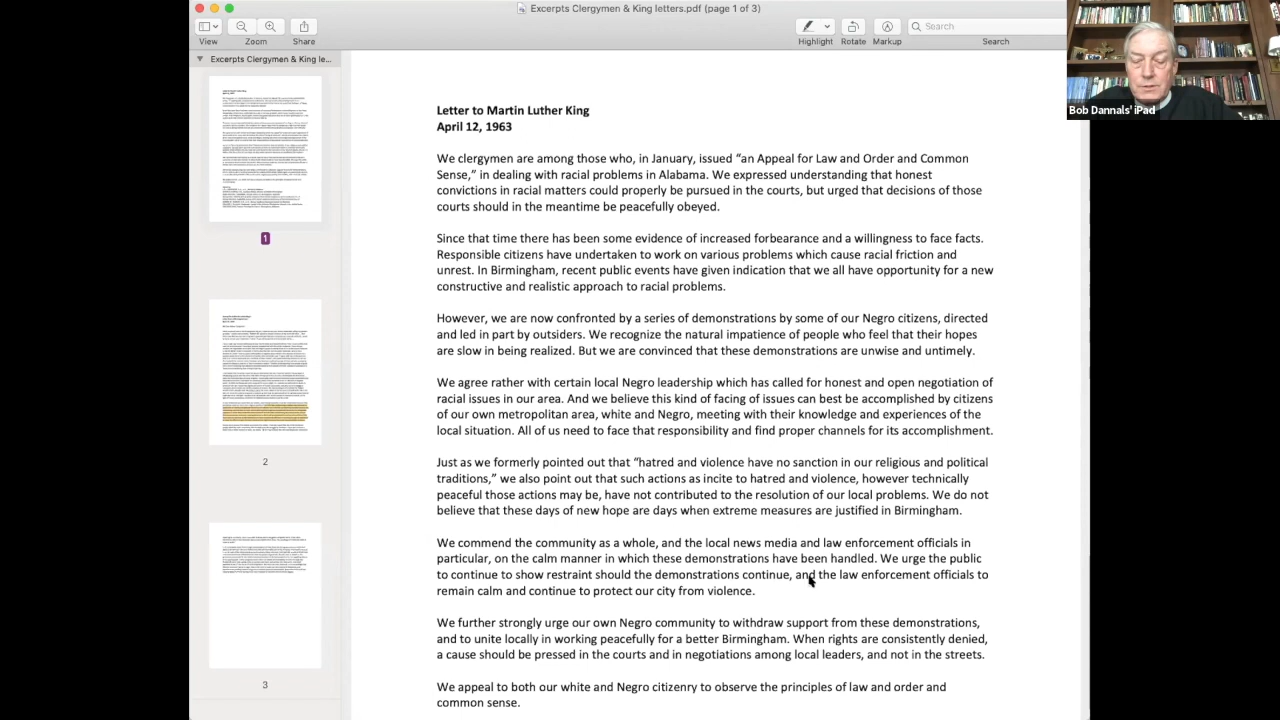 Excerpts Clergymen & King letters.pdf (page 1 of 3)
View
Zoom
Share
Highlight
Rotate
Markup
Search
Search
Excerpts Clergymen & King le...
1
2
3
Bob Dannals' iPad
Letter to Martin Luther King
April 12, 1963
We clergymen are among those who, in January, issued “an Appeal for Law and Order and Common
Sense,” in dealing with racial problems in Alabama. We expressed understanding that honest
convictions in racial matters could properly be pursued in the courts, but urged that decisions of those
courts should in the meantime be peacefully obeyed.
Since that time there has been some evidence of increased forbearance and a willingness to face facts.
Responsible citizens have undertaken to work on various problems which cause racial friction and
unrest. In Birmingham, recent public events have given indication that we all have opportunity for a new
constructive and realistic approach to racial problems.
However, we are now confronted by a series of demonstrations by some of our Negro citizens, directed
and led in part by outsiders. We recognize the natural impatience of people who feel that their hopes
are slow in being realized. But we are convinced that these demonstrations are unwise and untimely.
We agree rather with certain local Negro leadership which has called for honest and open negotiation of
racial issues in our area. And we believe this kind of facing of issues can best be accomplished by citizens
of our own metropolitan area, white and Negro, meeting with their knowledge and experiences of the
local situation. All of us need to face that responsibility and find proper channels for its accomplishment.
Just as we formerly pointed out that “hatred and violence have no sanction in our religious and political
traditions,” we also point out that such actions as incite to hatred and violence, however technically
peaceful those actions may be, have not contributed to the resolution of our local problems. We do not
believe that these days of new hope are days when extreme measures are justified in Birmingham.
We commend the community as a whole, and the local news media and law enforcement officials in
particular, on the calm manner in which these demonstrations have been handled. We urge the public
to continue to show restraint should the demonstrations continue, and the law enforcement officials to
remain calm and continue to protect our city from violence.
We further strongly urge our own Negro community to withdraw support from these demonstrations,
and to unite locally in working peacefully for a better Birmingham. When rights are consistently denied,
a cause should be pressed in the courts and in negotiations among local leaders, and not in the streets.
We appeal to both our white and Negro citizenry to observe the principles of law and order and
common sense.